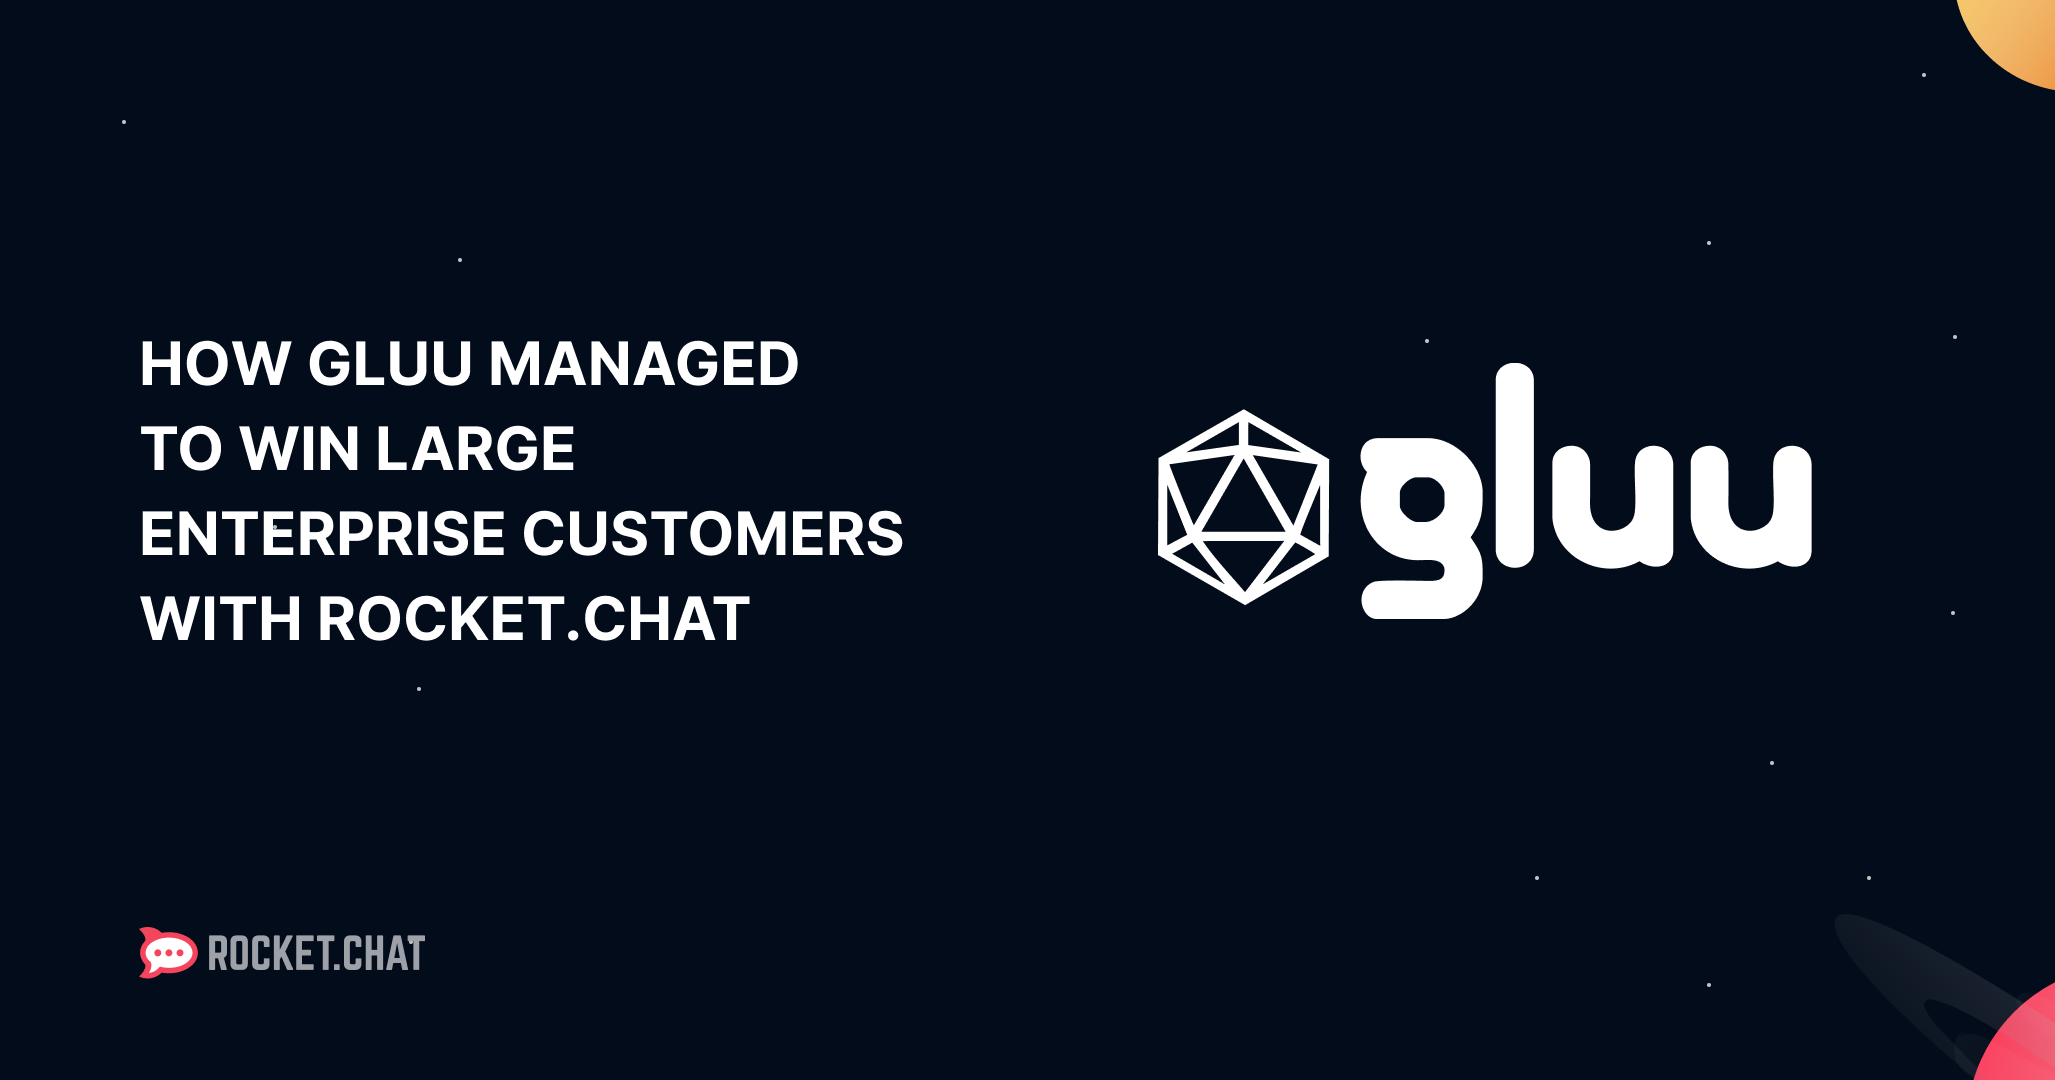 HOW GLUU MANAGED
TO WIN LARGE
ENTERPRISE CUSTOMERS
WITH ROCKET.CHAT
gluu
ROCKET.CHAT